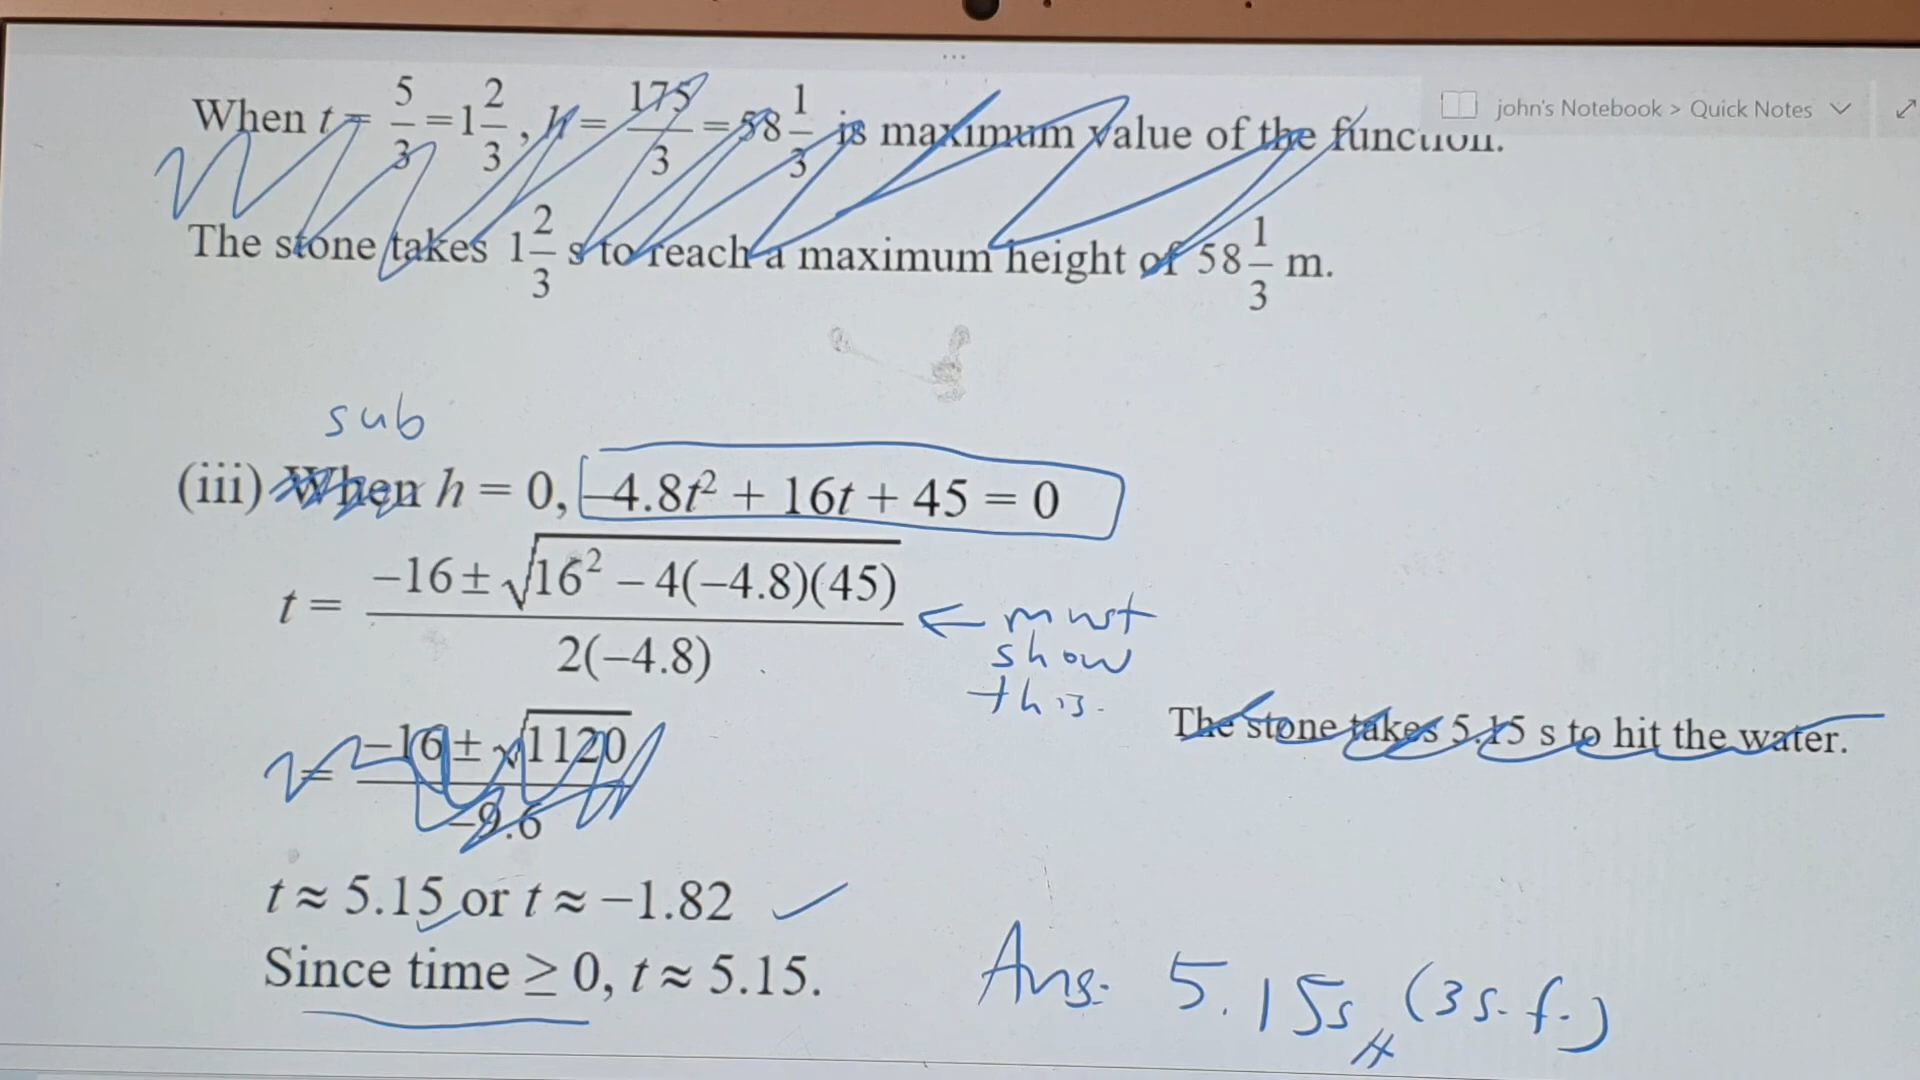 john's Notebook > Quick Notes
When t = 5/3 = 1 2/3, h = 175/3 = 58 1/3 is maximum value of the function.
The stone takes 1 2/3 s to reach a maximum height of 58 1/3 m.
sub
(iii) When h = 0, −4.8t² + 16t + 45 = 0
t = (−16 ± √(16² − 4(−4.8)(45))) / (2(−4.8))
← must
show
this.
= (−16 ± √1120) / −9.6
The stone takes 5.15 s to hit the water.
t ≈ 5.15 or t ≈ −1.82 ✓
Since time ≥ 0, t ≈ 5.15.
Ans: 5.15s (3 s.f.)